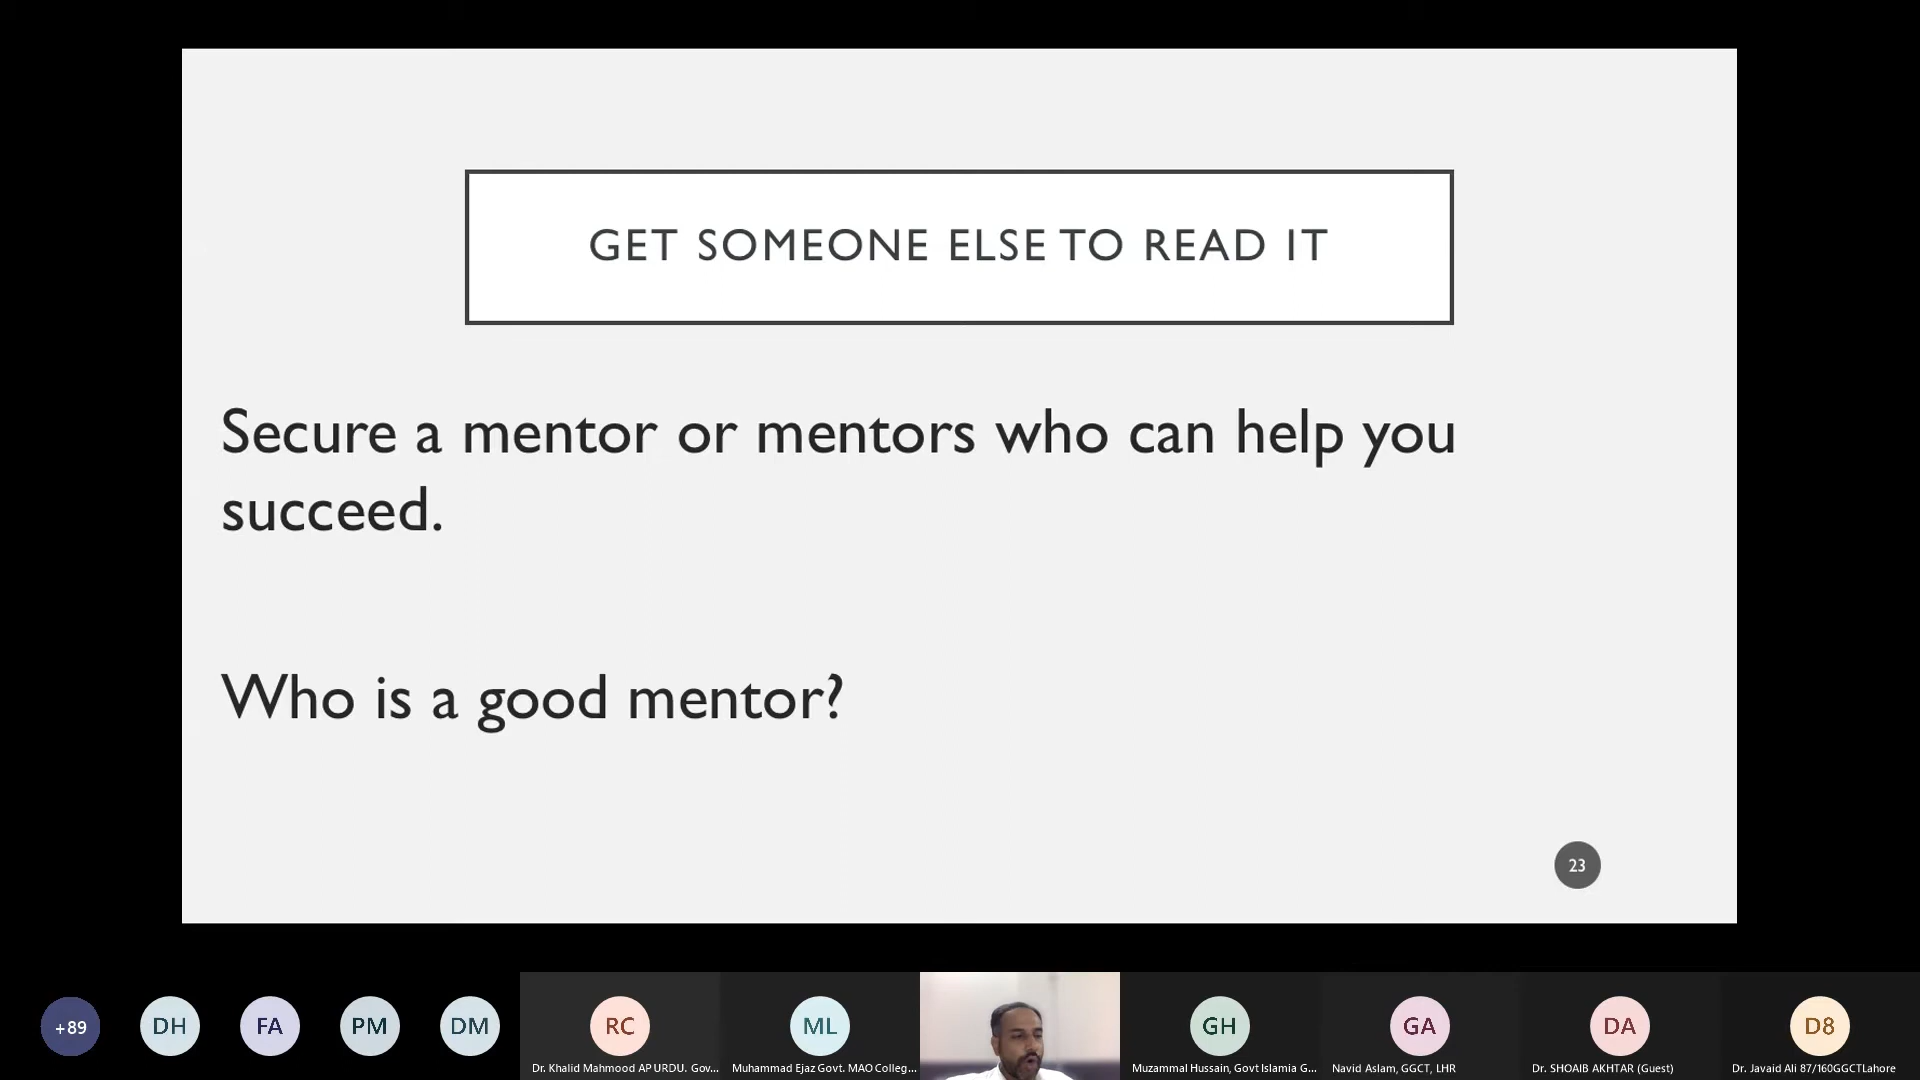 GET SOMEONE ELSE TO READ IT
Secure a mentor or mentors who can help you
succeed.
Who is a good mentor?
23
+89
DH
FA
PM
DM
RC
ML
GH
GA
DA
D8
Dr. Khalid Mahmood AP URDU. Gov...
Muhammad Ejaz Govt. MAO Colleg...
Muzammal Hussain, Govt Islamia G...
Navid Aslam, GGCT, LHR
Dr. SHOAIB AKHTAR (Guest)
Dr. Javaid Ali 87/160GGCTLahore